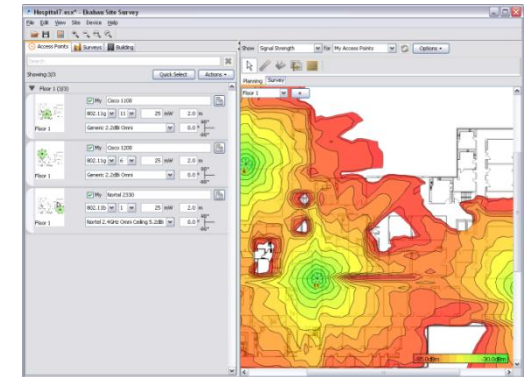 Hospital7.esx* - Ekahau Site Survey
File Edit View Site Device Help
Access Points Surveys Building
Search
Showing 3/3 Quick Select Actions
Floor 1 (3/3)
My Cisco 1200
802.11g 11 25 mW 2.0 m
Floor 1 Generic 2.2dBi Omni 0.0 °
My Cisco 1200
802.11g 6 25 mW 2.0 m
Floor 1 Generic 2.2dBi Omni 0.0 °
My Nortel 2330
802.11b 1 25 mW 2.0 m
Floor 1 Nortel 2.4GHz Omni Ceiling 5.2dBi 0.0 °
Show Signal Strength for My Access Points Options
Planning Survey
Floor 1 +
-30.0dBm